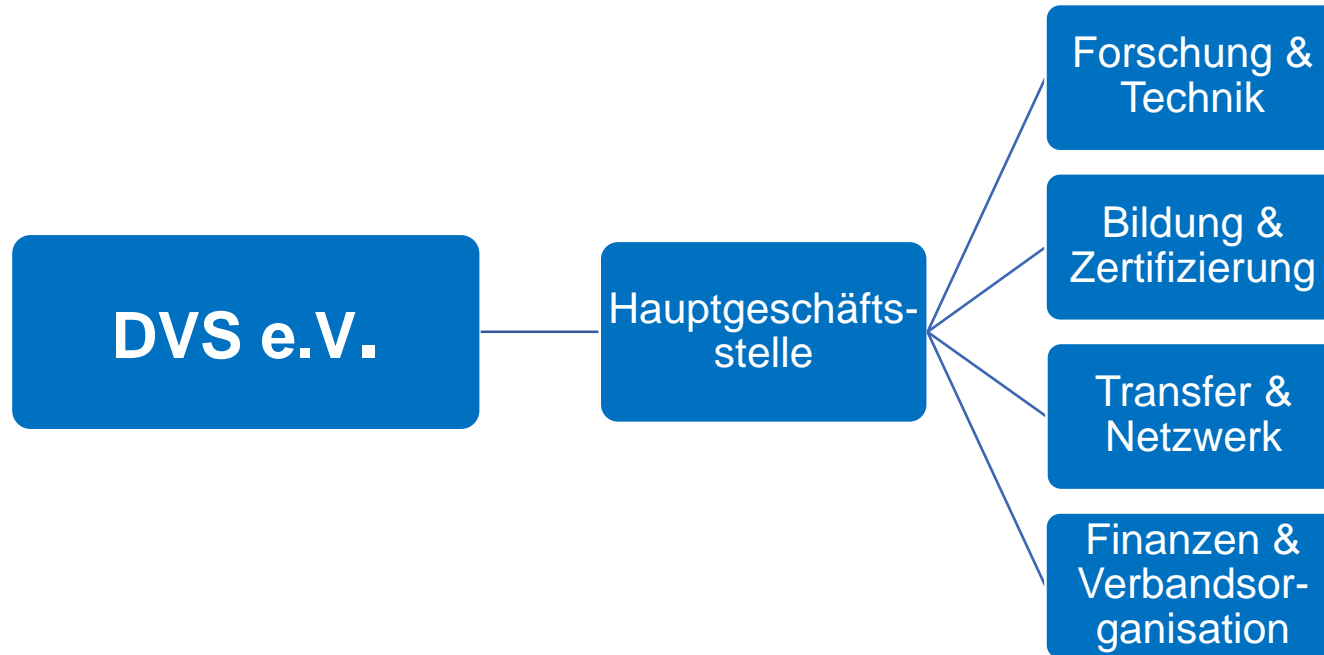 DVS e.V.
Hauptgeschäfts-
stelle
Forschung &
Technik
Bildung &
Zertifizierung
Transfer &
Netzwerk
Finanzen &
Verbandsor-
ganisation